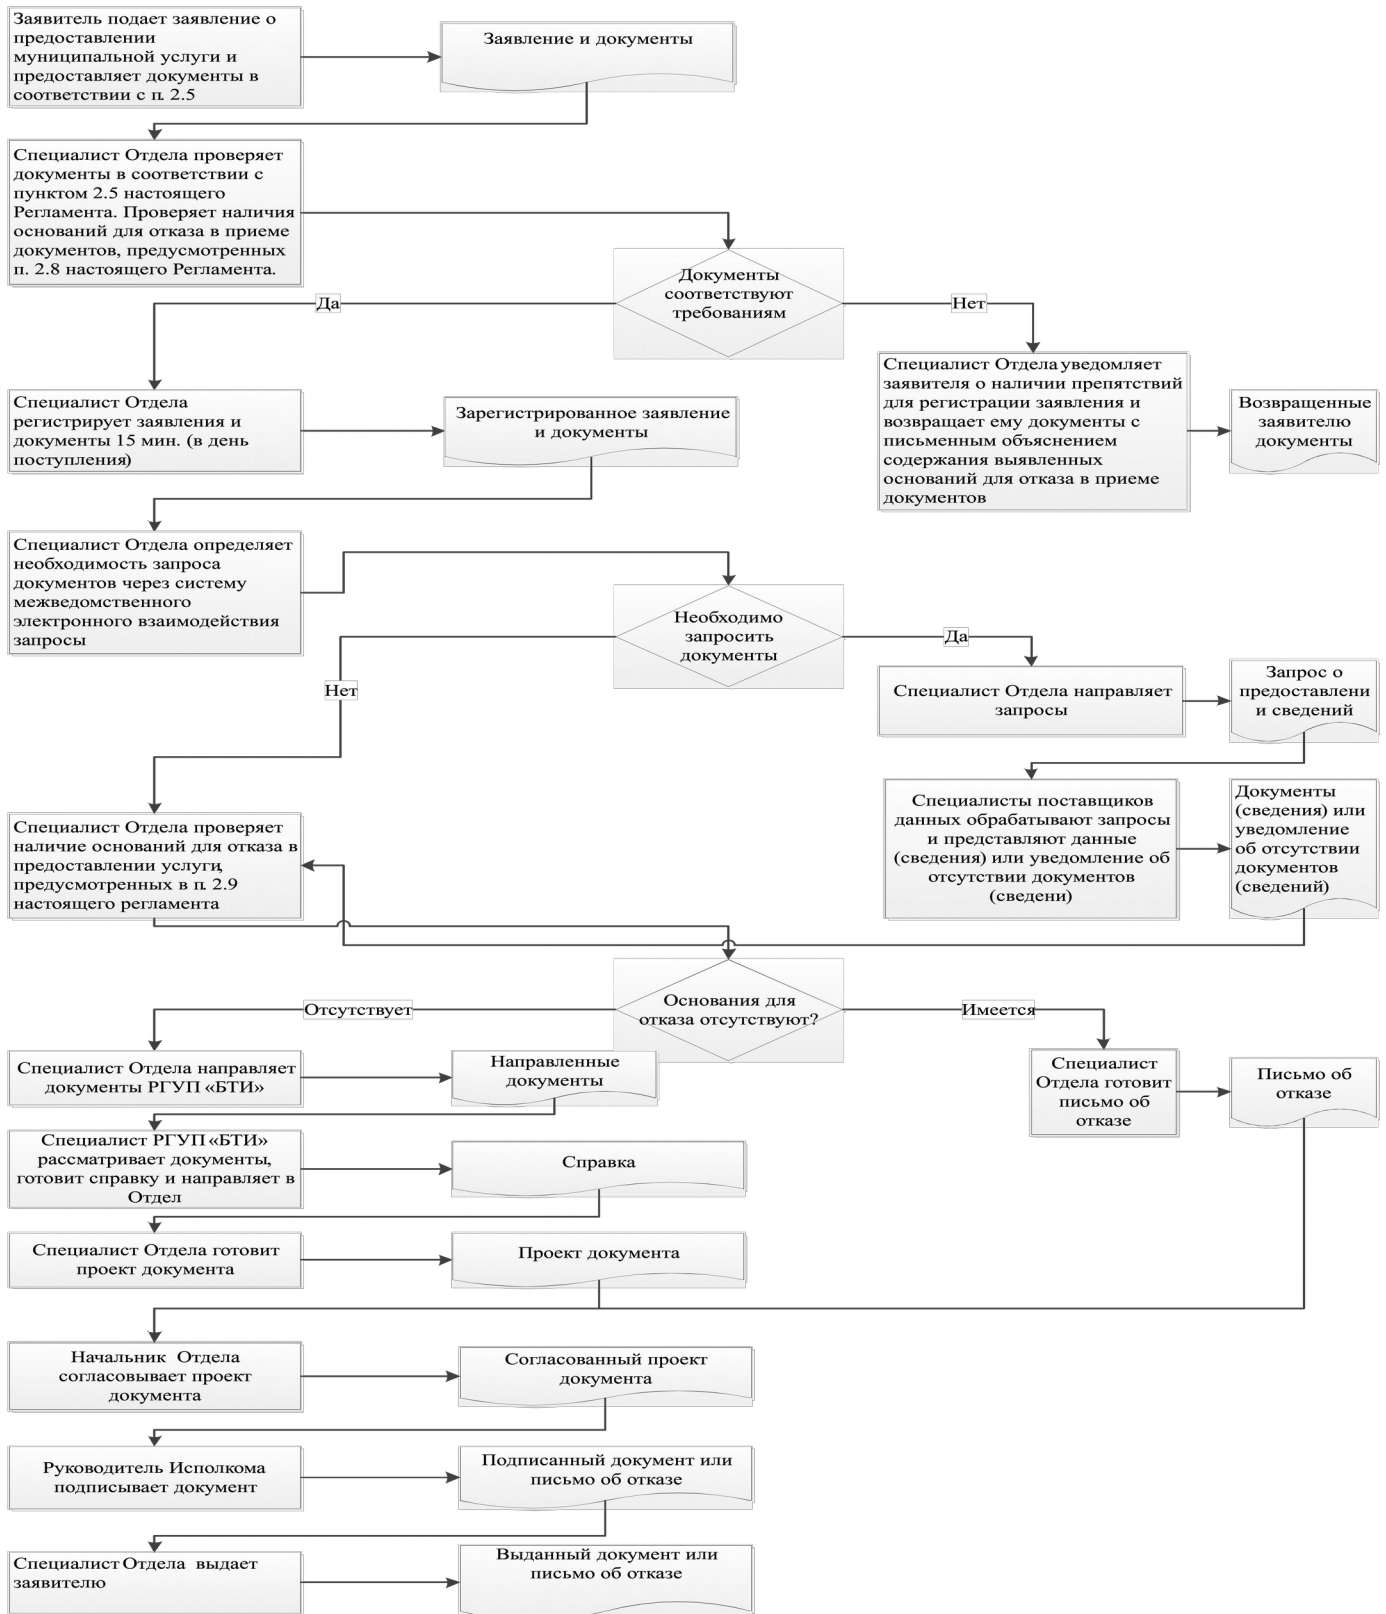 Заявитель подает заявление о
предоставлении
муниципальной услуги и
предоставляет документы в
соответствии с п. 2.5
Заявление и документы
Специалист Отдела проверяет
документы в соответствии с
пунктом 2.5 настоящего
Регламента. Проверяет наличия
оснований для отказа в приеме
документов, предусмотренных
п. 2.8 настоящего Регламента.
Документы
соответствуют
требованиям
Да
Нет
Специалист Отдела уведомляет
заявителя о наличии препятствий
для регистрации заявления и
возвращает ему документы с
письменным объяснением
содержания выявленных
оснований для отказа в приеме
документов
Возвращенные
заявителю
документы
Специалист Отдела
регистрирует заявления и
документы 15 мин. (в день
поступления)
Зарегистрированное заявление
и документы
Специалист Отдела определяет
необходимость запроса
документов через систему
межведомственного
электронного взаимодействия
запросы
Необходимо
запросить
документы
Да
Нет
Специалист Отдела направляет
запросы
Запрос о
предоставлени
и сведений
Специалисты поставщиков
данных обрабатывают запросы
и представляют данные
(сведения) или уведомление об
отсутствии документов
(сведени)
Документы
(сведения) или
уведомление
об отсутствии
документов
(сведений)
Специалист Отдела проверяет
наличие оснований для отказа в
предоставлении услуги,
предусмотренных в п. 2.9
настоящего регламента
Основания для
отказа отсутствуют?
Отсутствует
Имеется
Специалист Отдела направляет
документы РГУП «БТИ»
Направленные
документы
Специалист
Отдела готовит
письмо об
отказе
Письмо об
отказе
Специалист РГУП «БТИ»
рассматривает документы,
готовит справку и направляет в
Отдел
Справка
Специалист Отдела готовит
проект документа
Проект документа
Начальник Отдела
согласовывает проект
документа
Согласованный проект
документа
Руководитель Исполкома
подписывает документ
Подписанный документ или
письмо об отказе
Специалист Отдела выдает
заявителю
Выданный документ или
письмо об отказе